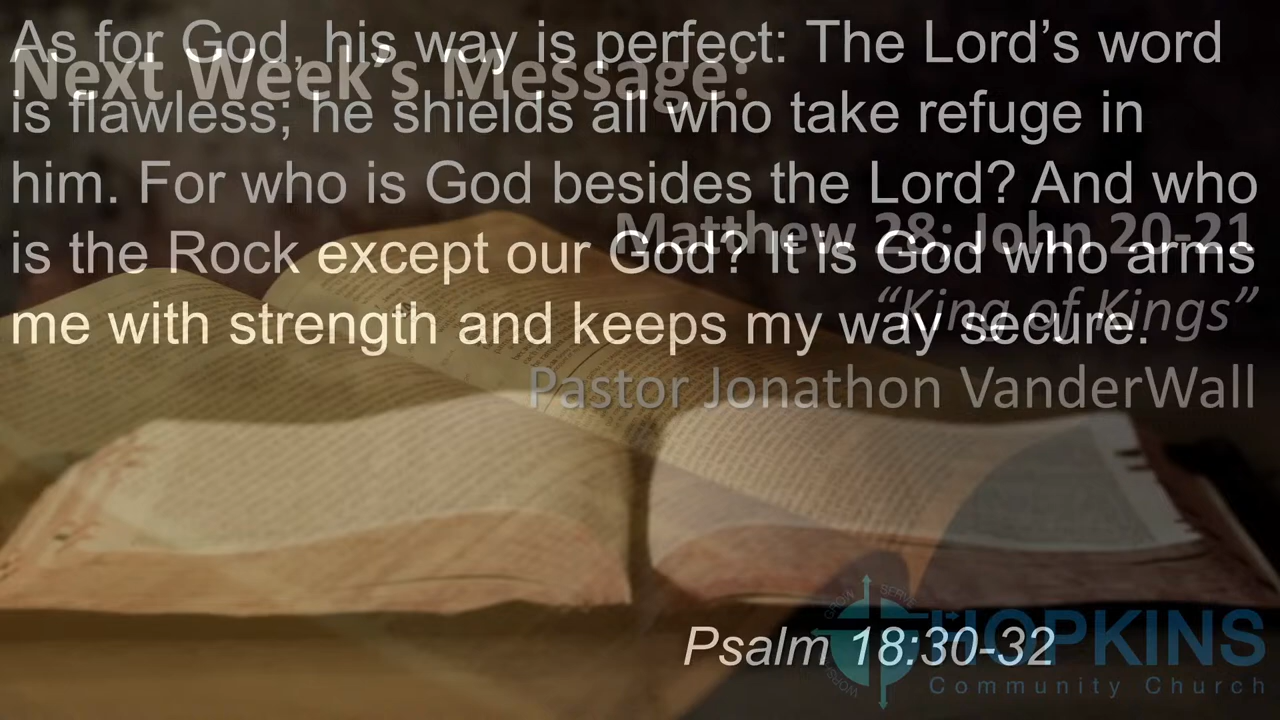 As for God, his way is perfect: The Lord’s word
is flawless; he shields all who take refuge in
him. For who is God besides the Lord? And who
is the Rock except our God? It is God who arms
me with strength and keeps my way secure.
Psalm 18:30-32
Next Week’s Message:
Matthew 28; John 20-21
“King of Kings”
Pastor Jonathon VanderWall
GROW
SERVE
HOPKINS
Community Church